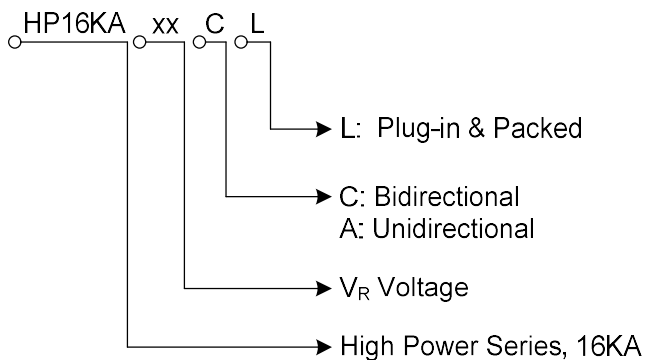 HP16KA xx C L
L: Plug-in & Packed
C: Bidirectional
A: Unidirectional
VR Voltage
High Power Series, 16KA